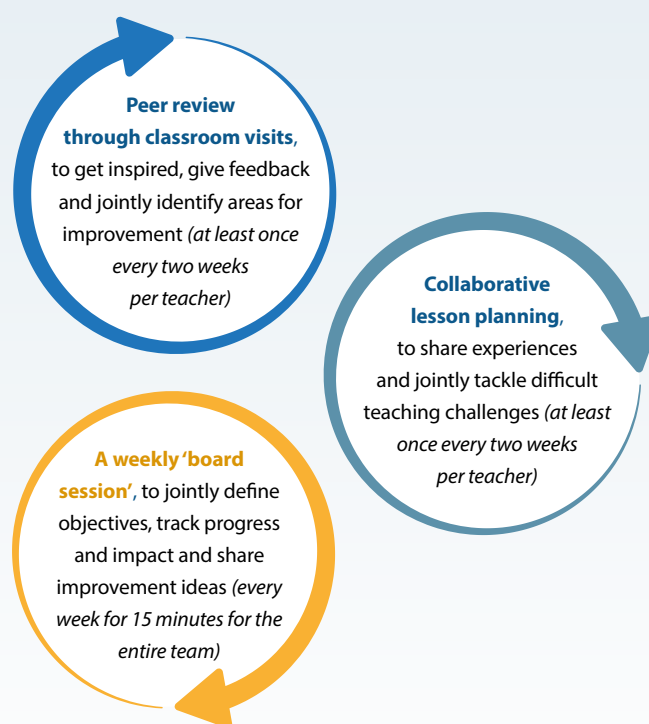 Peer review
through classroom visits,
to get inspired, give feedback
and jointly identify areas for
improvement (at least once
every two weeks
per teacher)
Collaborative
lesson planning,
to share experiences
and jointly tackle difficult
teaching challenges (at least
once every two weeks
per teacher)
A weekly ‘board
session’, to jointly define
objectives, track progress
and impact and share
improvement ideas (every
week for 15 minutes for the
entire team)